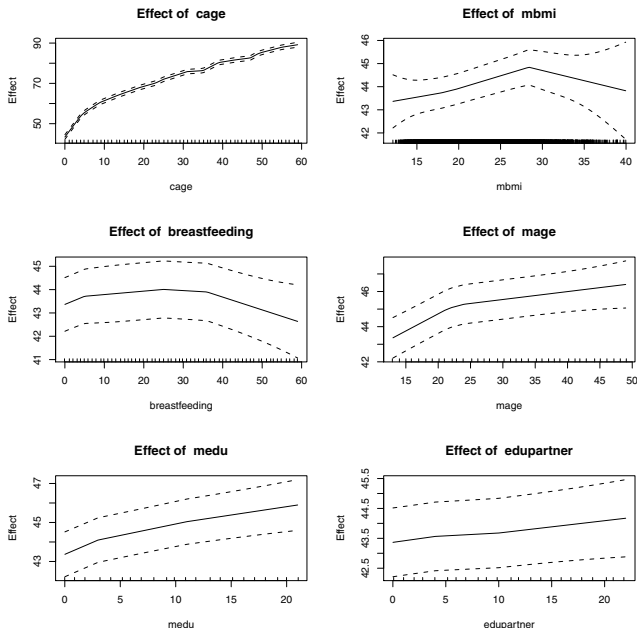 Effect of cage
Effect
50 70 90
0 10 20 30 40 50 60
cage
Effect of mbmi
Effect
42 43 44 45 46
15 20 25 30 35 40
mbmi
Effect of breastfeeding
Effect
41 42 43 44 45
0 10 20 30 40 50 60
breastfeeding
Effect of mage
Effect
42 44 46
15 20 25 30 35 40 45 50
mage
Effect of medu
Effect
43 45 47
0 5 10 15 20
medu
Effect of edupartner
Effect
42.5 43.5 44.5 45.5
0 5 10 15 20
edupartner